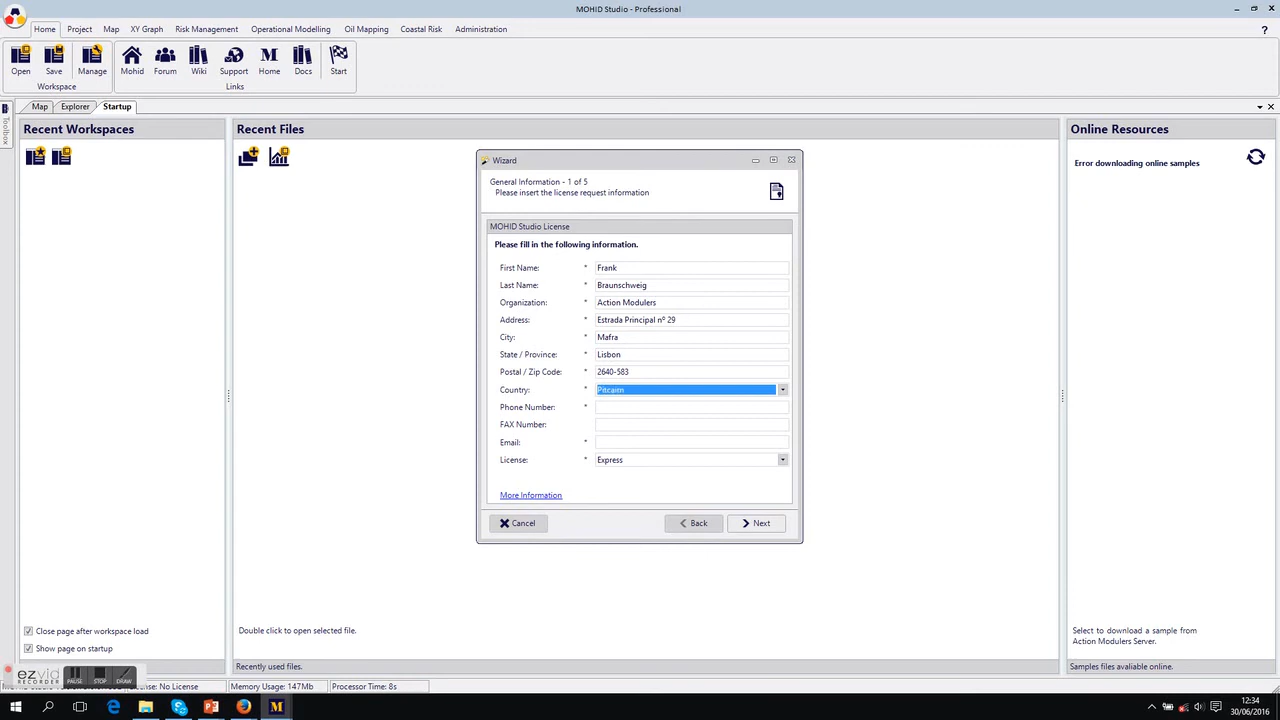 MOHID Studio - Professional
Home Project Map XY Graph Risk Management Operational Modelling Oil Mapping Coastal Risk Administration
?
Open Save Manage Mohid Forum Wiki Support Home Docs Start
Workspace Links
Map Explorer Startup
Toolbox
Recent Workspaces
Recent Files
Online Resources
Error downloading online samples
Wizard
General Information - 1 of 5
Please insert the license request information
MOHID Studio License
Please fill in the following information.
First Name: * Frank
Last Name: * Braunschweig
Organization: * Action Modulers
Address: * Estrada Principal nº 29
City: * Mafra
State / Province: * Lisbon
Postal / Zip Code: * 2640-583
Country: * Pitcairn
Phone Number: *
FAX Number:
Email: *
License: * Express
More Information
Cancel Back Next
Close page after workspace load
Show page on startup
Double click to open selected file.
Select to download a sample from
Action Modulers Server.
Recently used files.
Samples files avaliable online.
ezvid
RECORDER
PAUSE STOP DRAW
License: No License Memory Usage: 147Mb Processor Time: 8s
12:34
30/06/2016